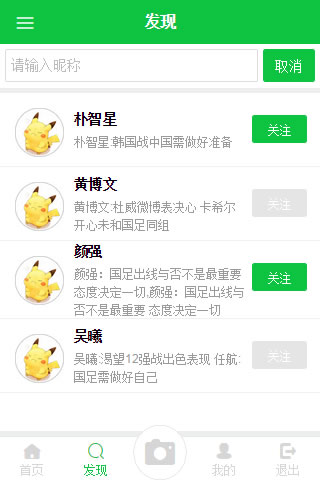 发现
请输入昵称
取消
朴智星
朴智星:韩国战中国需做好准备
关注
黄博文
黄博文:杜威微博表决心 卡希尔
开心未和国足同组
关注
颜强
颜强：国足出线与否不是最重要
态度决定一切,颜强：国足出线与
否不是最重要 态度决定一切
关注
吴曦
吴曦:渴望12强战出色表现 任航:
国足需做好自己
关注
首页
发现
我的
退出